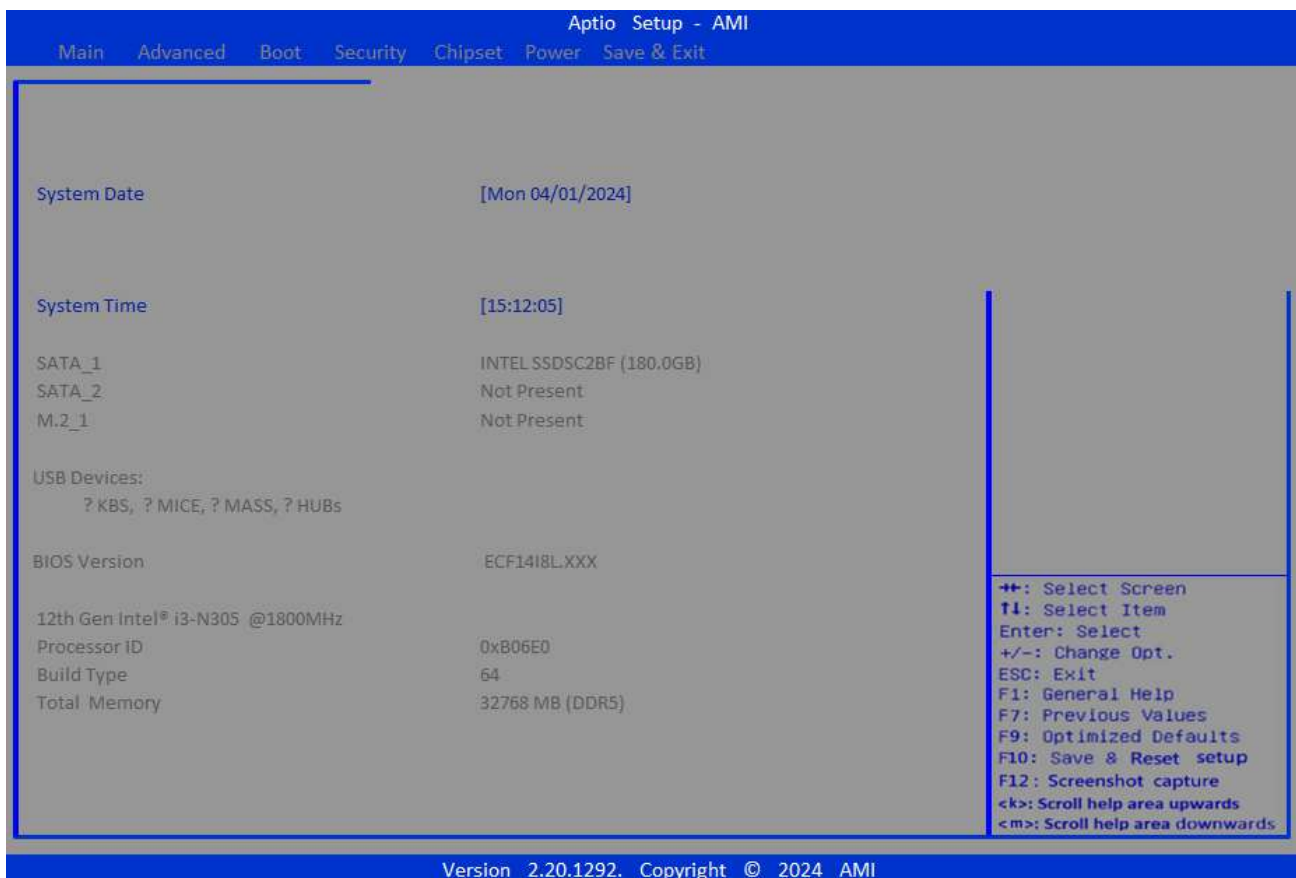 Aptio Setup - AMI
Main Advanced Boot Security Chipset Power Save & Exit
System Date [Mon 04/01/2024]
System Time [15:12:05]
SATA_1 INTEL SSDSC2BF (180.0GB)
SATA_2 Not Present
M.2_1 Not Present
USB Devices:
? KBS, ? MICE, ? MASS, ? HUBs
BIOS Version ECF14I8L.XXX
12th Gen Intel® i3-N305 @1800MHz
Processor ID 0xB06E0
Build Type 64
Total Memory 32768 MB (DDR5)
→←: Select Screen
↑↓: Select Item
Enter: Select
+/-: Change Opt.
ESC: Exit
F1: General Help
F7: Previous Values
F9: Optimized Defaults
F10: Save & Reset setup
F12: Screenshot capture
<k>: Scroll help area upwards
<m>: Scroll help area downwards
Version 2.20.1292. Copyright © 2024 AMI